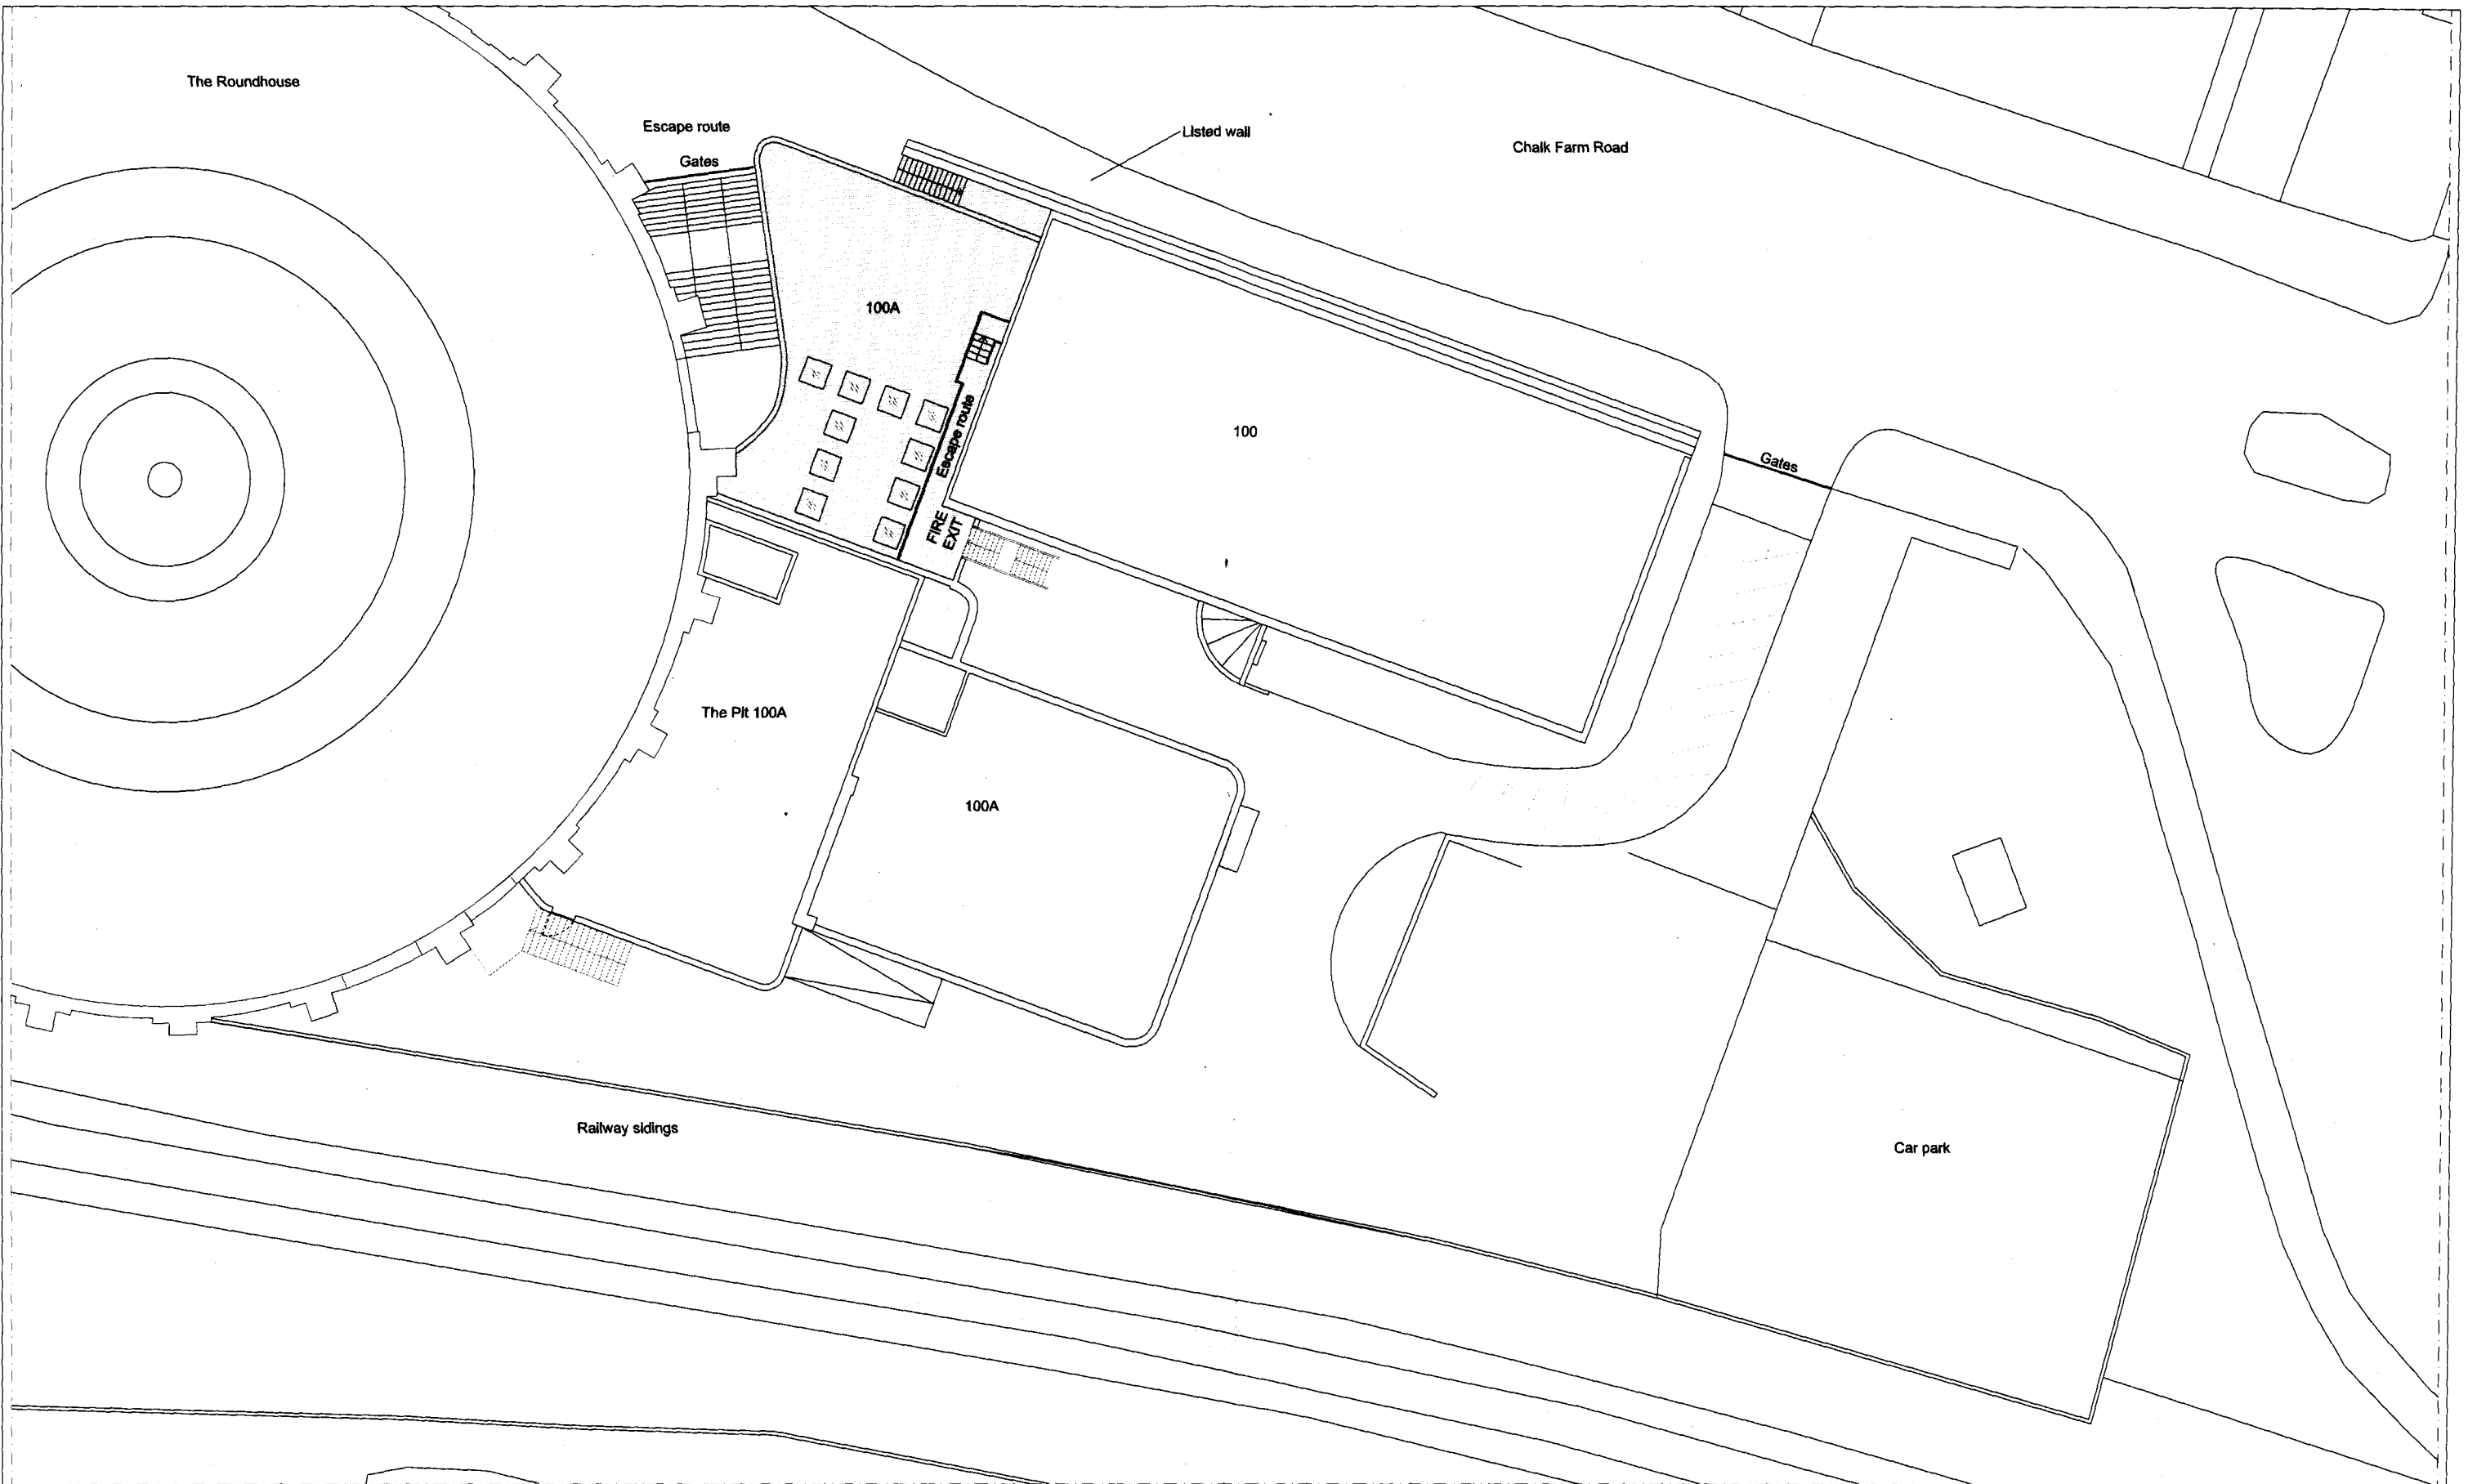 The Roundhouse
Escape route
Gates
Listed wall
Chalk Farm Road
100A
Escape route
FIRE
EXIT
100
Gates
The Pit 100A
100A
Railway sidings
Car park